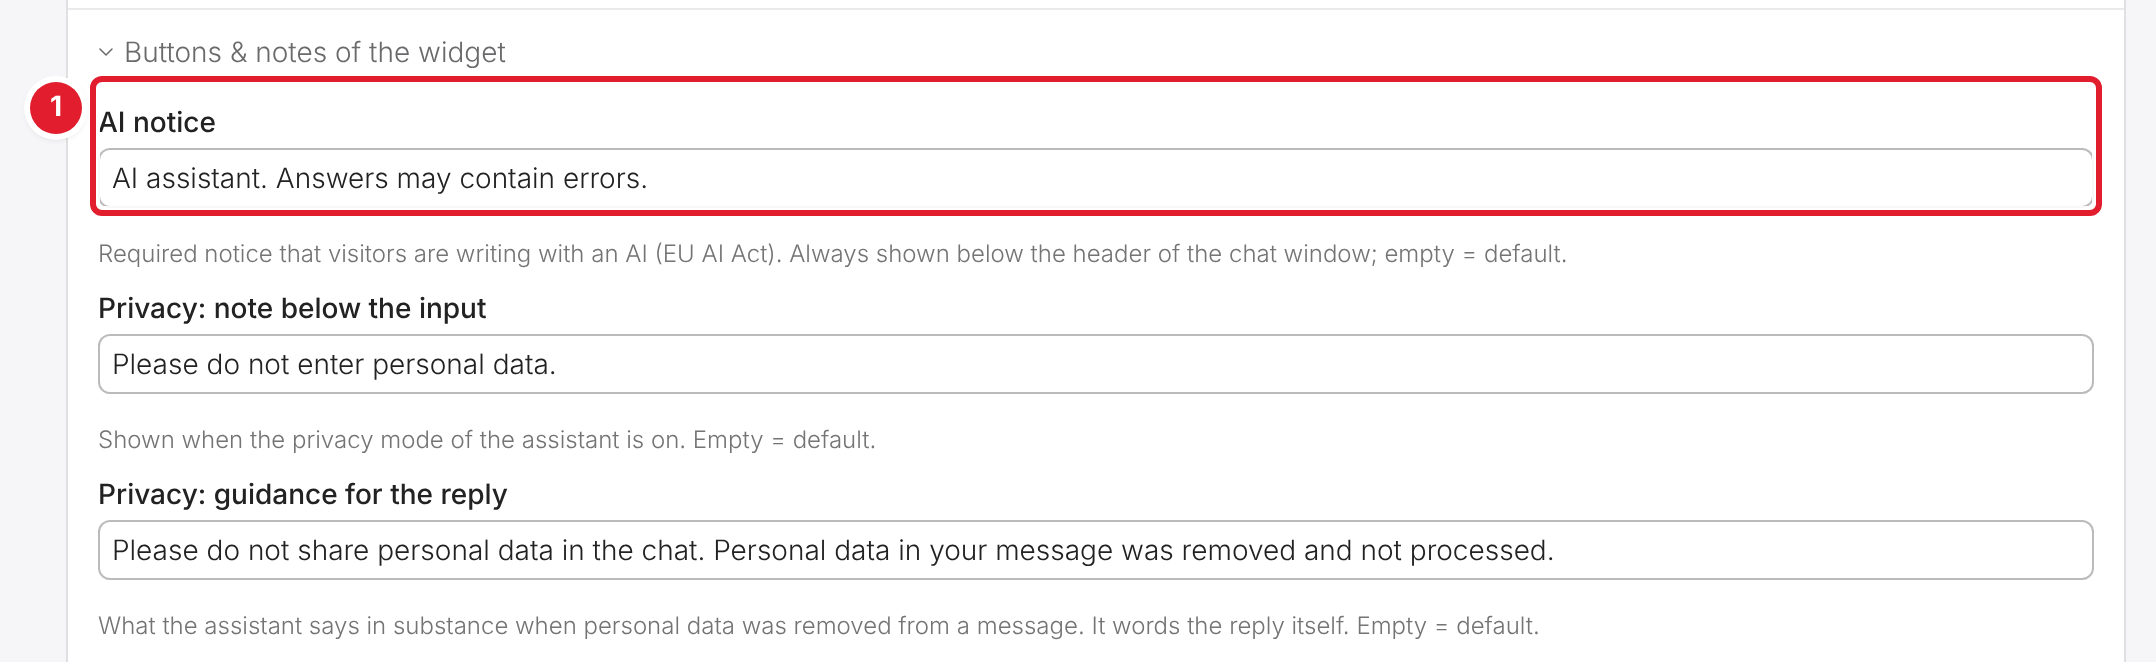 Buttons & notes of the widget
1
AI notice
AI assistant. Answers may contain errors.
Required notice that visitors are writing with an AI (EU AI Act). Always shown below the header of the chat window; empty = default.
Privacy: note below the input
Please do not enter personal data.
Shown when the privacy mode of the assistant is on. Empty = default.
Privacy: guidance for the reply
Please do not share personal data in the chat. Personal data in your message was removed and not processed.
What the assistant says in substance when personal data was removed from a message. It words the reply itself. Empty = default.